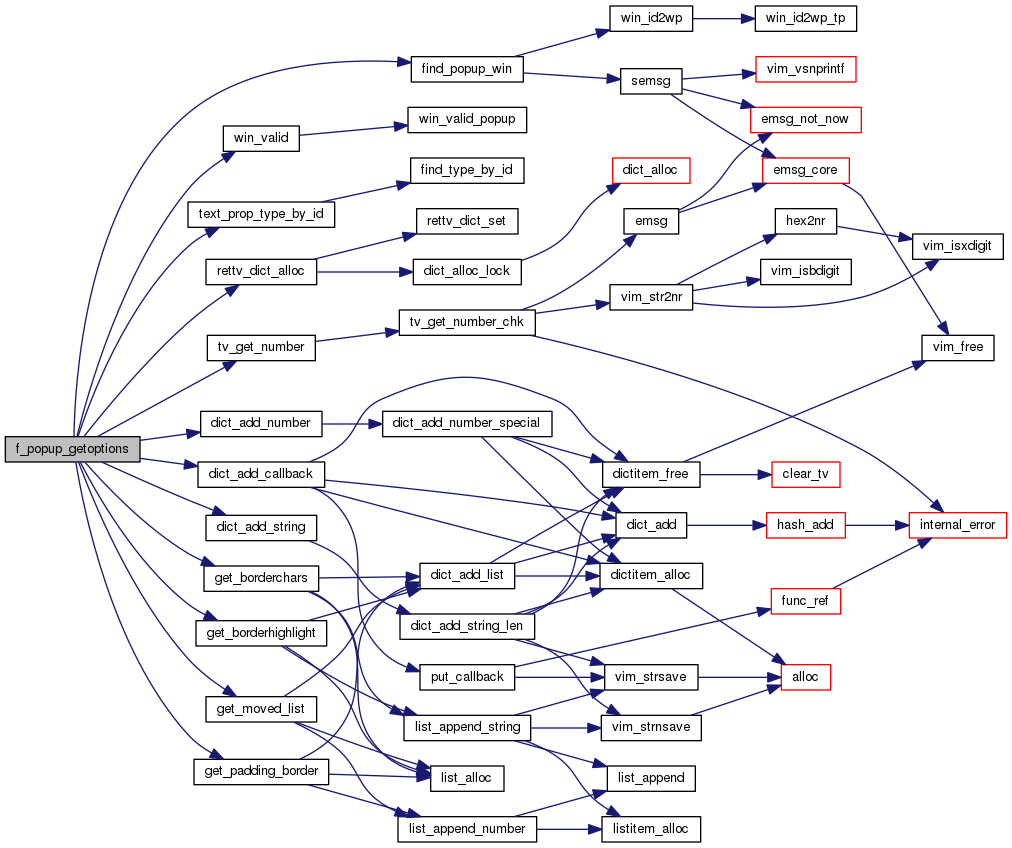 f_popup_getoptions
find_popup_win
win_valid
text_prop_type_by_id
rettv_dict_alloc
tv_get_number
dict_add_number
dict_add_callback
dict_add_string
get_borderchars
get_borderhighlight
get_moved_list
get_padding_border
win_valid_popup
find_type_by_id
rettv_dict_set
dict_alloc_lock
tv_get_number_chk
dict_add_number_special
dict_add_list
dict_add_string_len
put_callback
list_append_string
list_alloc
list_append_number
win_id2wp
semsg
dict_alloc
emsg
vim_str2nr
dictitem_free
dict_add
dictitem_alloc
vim_strsave
vim_strnsave
list_append
listitem_alloc
win_id2wp_tp
vim_vsnprintf
emsg_not_now
emsg_core
hex2nr
vim_isbdigit
clear_tv
hash_add
func_ref
alloc
vim_isxdigit
vim_free
internal_error